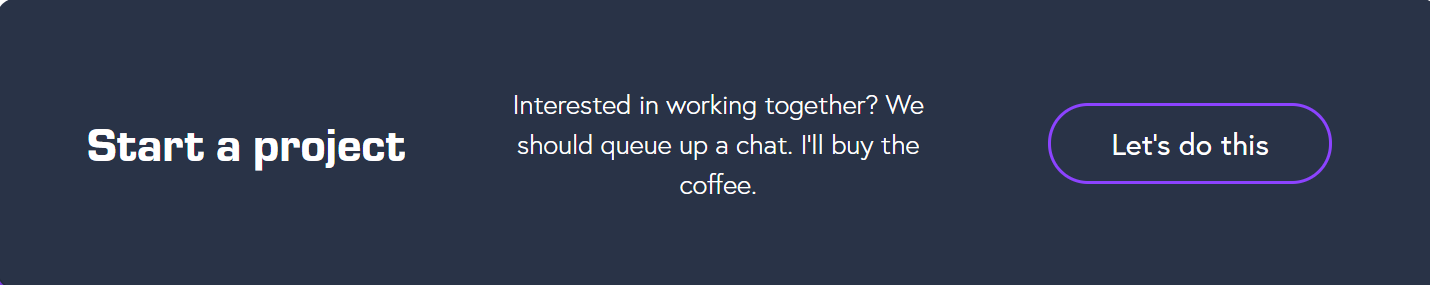 Start a project
Interested in working together? We
should queue up a chat. I'll buy the
coffee.
Let's do this